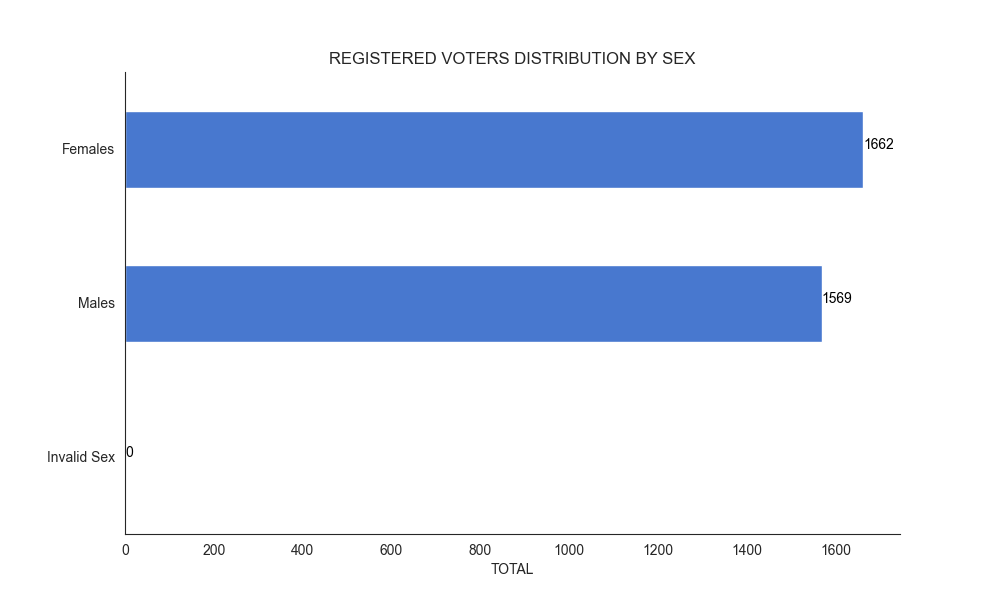 REGISTERED VOTERS DISTRIBUTION BY SEX
Females
1662
Males
1569
Invalid Sex
0
0 200 400 600 800 1000 1200 1400 1600
TOTAL